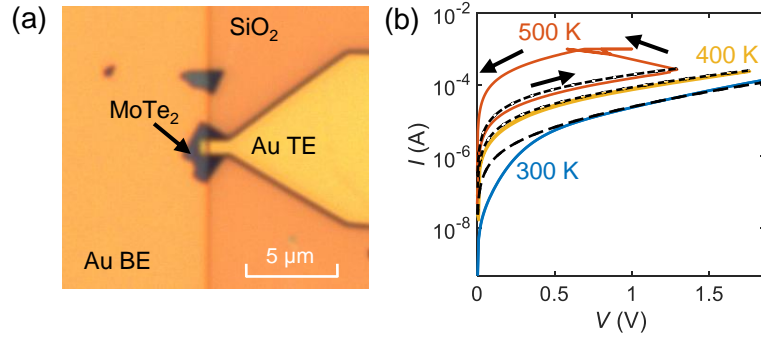 (a)
SiO₂
MoTe₂
Au TE
Au BE
5 μm
(b)
10⁻²
10⁻⁴
10⁻⁶
10⁻⁸
I (A)
500 K
400 K
300 K
0 0.5 1 1.5
V (V)